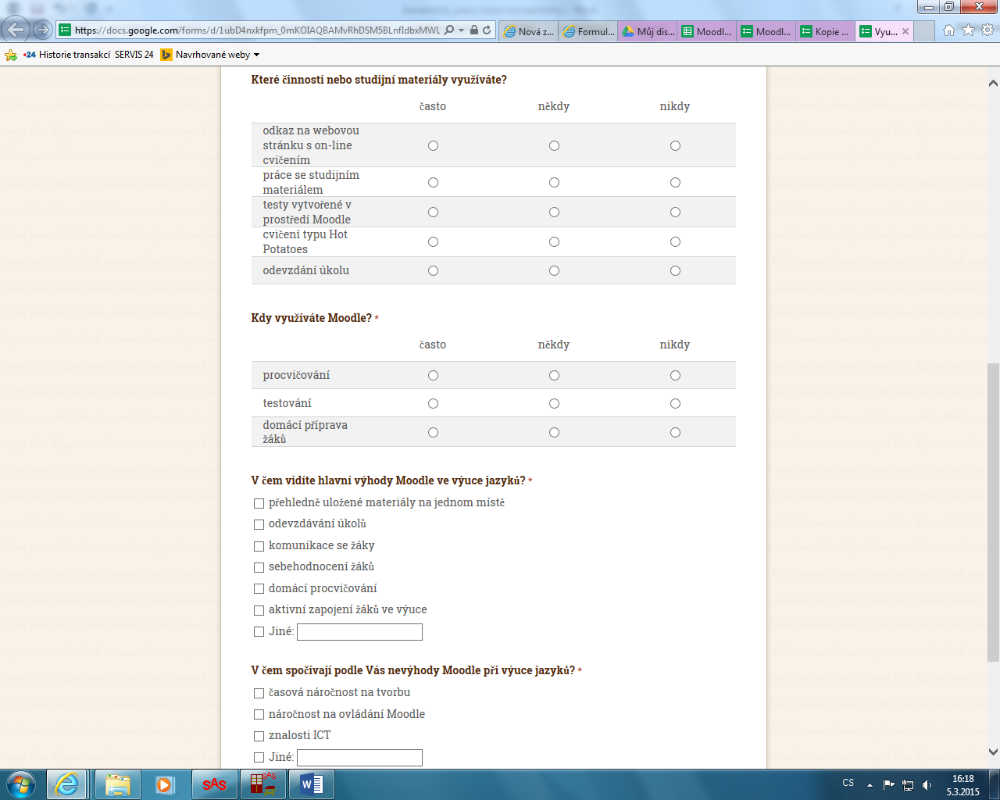 https://docs.google.com/forms/d/1ubD4nxkfpm_0mKOIAQBAMvRhDSM5BLnfIdbxMWU
Nová z...
Formul...
Můj dis...
Moodl...
Moodl...
Kopie ...
Vyu...
Historie transakcí SERVIS 24
Navrhované weby
Které činnosti nebo studijní materiály využíváte?
často někdy nikdy
odkaz na webovou
stránku s on-line
cvičením
práce se studijním
materiálem
testy vytvořené v
prostředí Moodle
cvičení typu Hot
Potatoes
odevzdání úkolu
Kdy využíváte Moodle? *
často někdy nikdy
procvičování
testování
domácí příprava
žáků
V čem vidíte hlavní výhody Moodle ve výuce jazyků? *
přehledně uložené materiály na jednom místě
odevzdávání úkolů
komunikace se žáky
sebehodnocení žáků
domácí procvičování
aktivní zapojení žáků ve výuce
Jiné:
V čem spočívají podle Vás nevýhody Moodle při výuce jazyků? *
časová náročnost na tvorbu
náročnost na ovládání Moodle
znalosti ICT
Jiné:
CS
16:18
5.3.2015